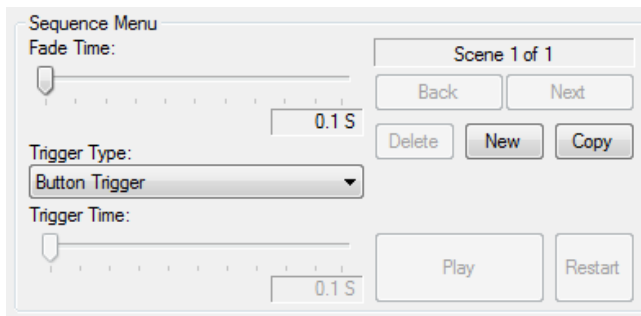 Sequence Menu
Fade Time:
0.1 S
Trigger Type:
Button Trigger
Trigger Time:
0.1 S
Scene 1 of 1
Back Next
Delete New Copy
Play Restart